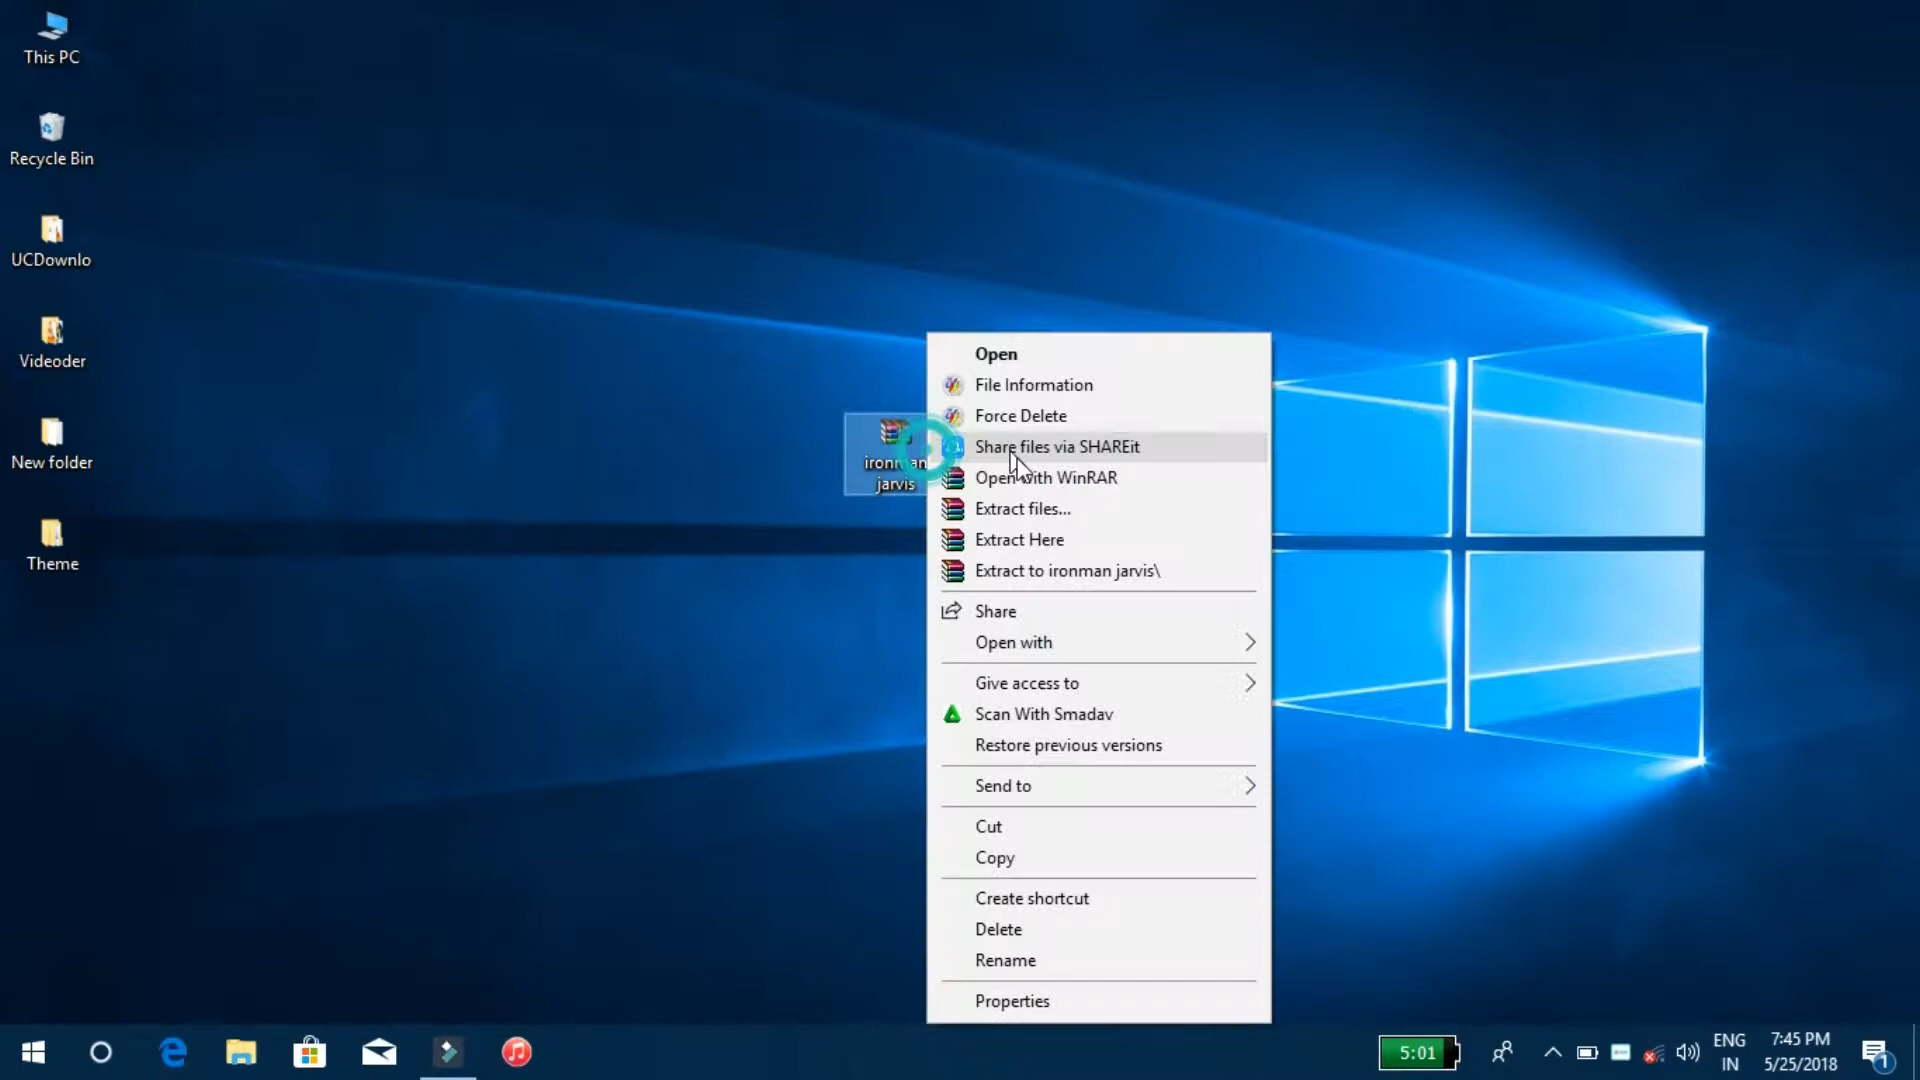 This PC
Recycle Bin
UCDownlo
Videoder
New folder
Theme
ironman
jarvis
Open
File Information
Force Delete
Share files via SHAREit
Open with WinRAR
Extract files...
Extract Here
Extract to ironman jarvis\
Share
Open with
Give access to
Scan With Smadav
Restore previous versions
Send to
Cut
Copy
Create shortcut
Delete
Rename
Properties
5:01
ENG
IN
7:45 PM
5/25/2018
1